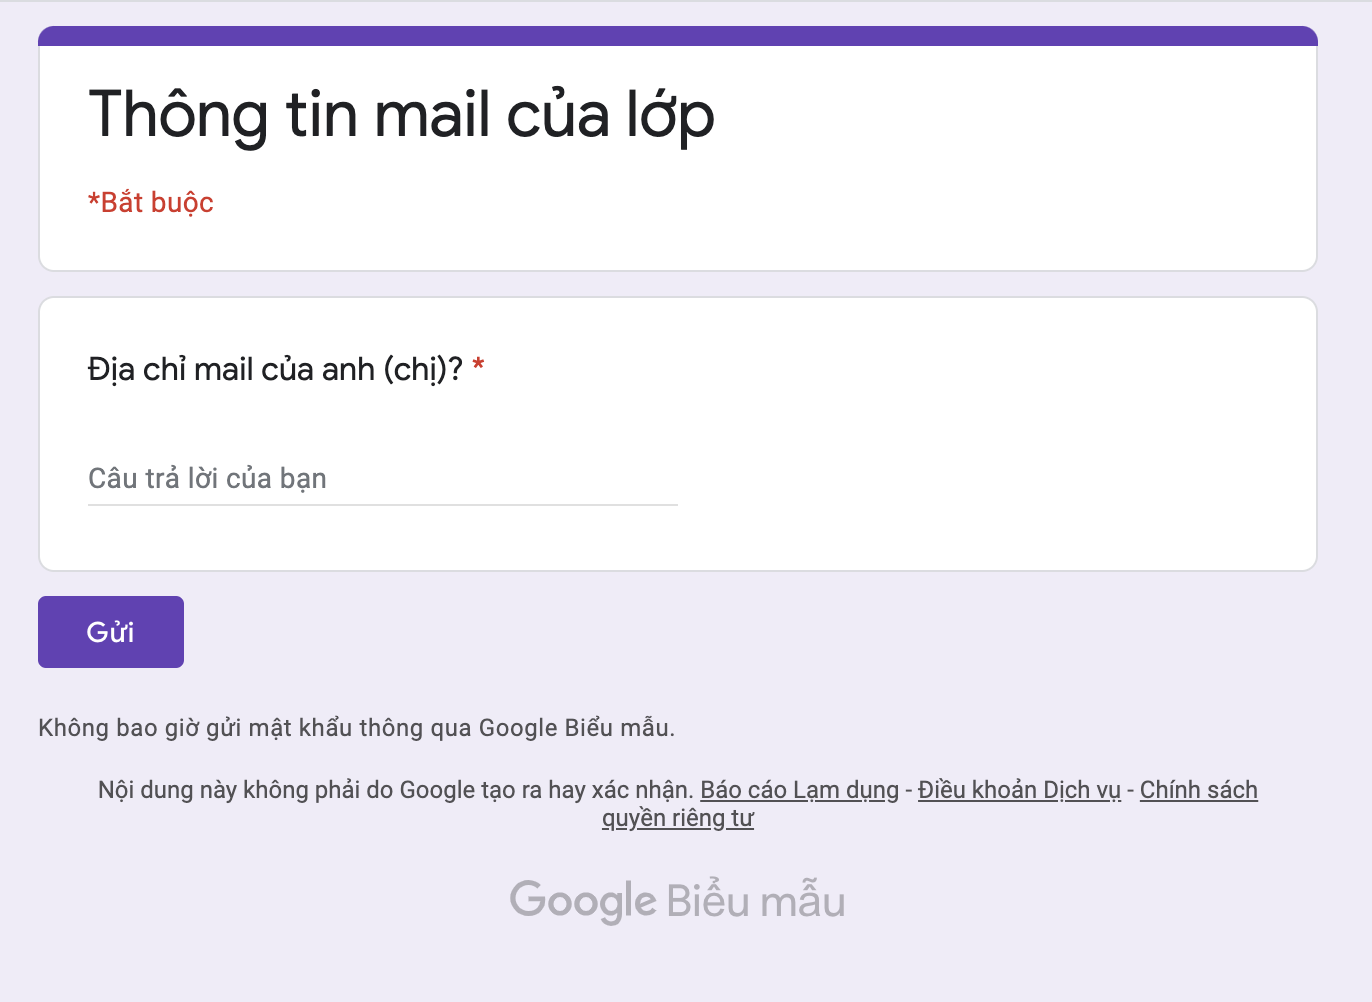 Thông tin mail của lớp
*Bắt buộc
Địa chỉ mail của anh (chị)? *
Câu trả lời của bạn
Gửi
Không bao giờ gửi mật khẩu thông qua Google Biểu mẫu.
Nội dung này không phải do Google tạo ra hay xác nhận. Báo cáo Lạm dụng - Điều khoản Dịch vụ - Chính sách
quyền riêng tư
Google Biểu mẫu